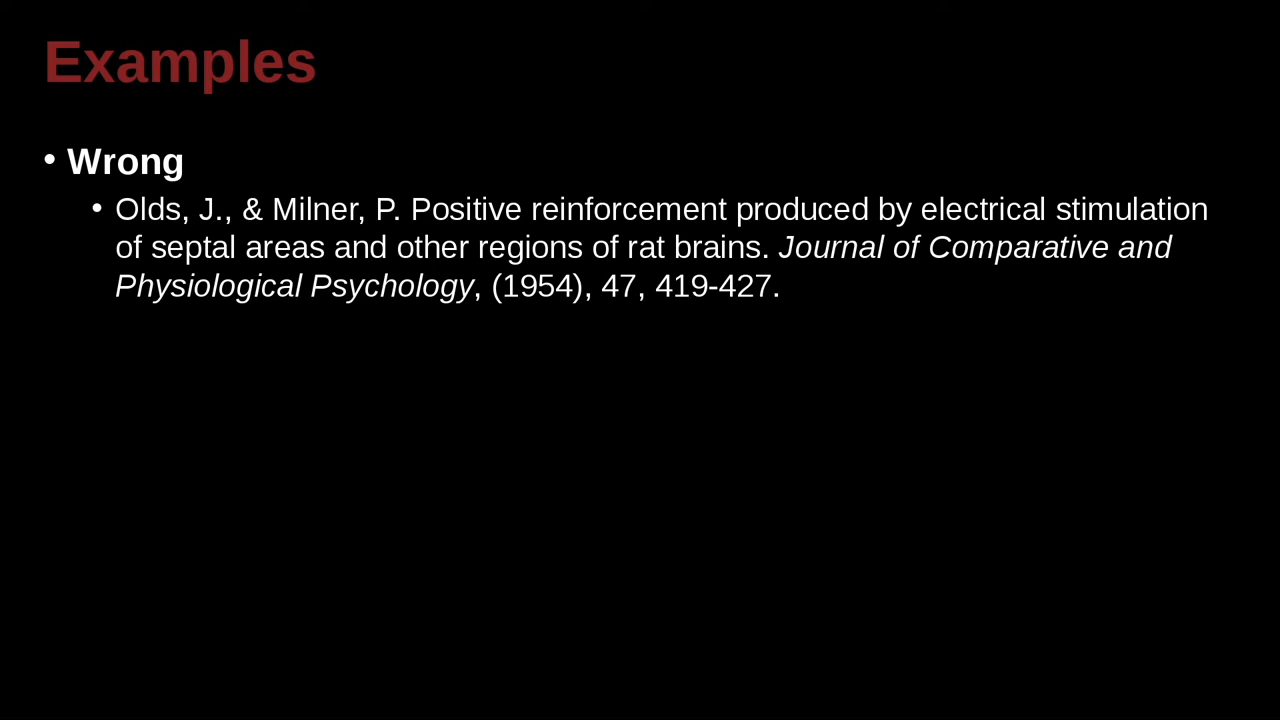 Examples
• Wrong
• Olds, J., & Milner, P. Positive reinforcement produced by electrical stimulation
of septal areas and other regions of rat brains. Journal of Comparative and
Physiological Psychology, (1954), 47, 419-427.